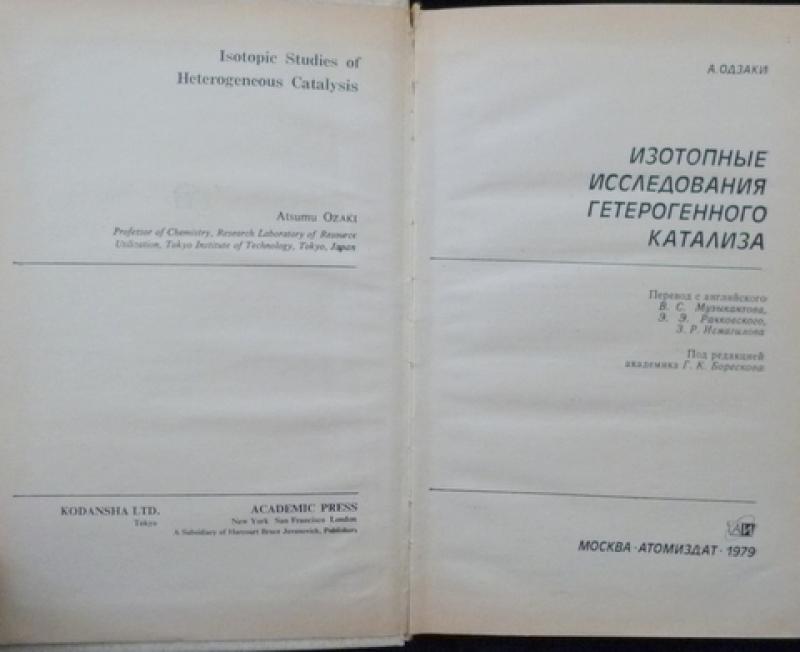 Isotopic Studies of
Heterogeneous Catalysis
Atsumu OZAKI
Professor of Chemistry, Research Laboratory of Resource
Utilization, Tokyo Institute of Technology, Tokyo, Japan
KODANSHA LTD.
Tokyo
ACADEMIC PRESS
New York San Francisco London
A Subsidiary of Harcourt Brace Jovanovich, Publishers
А. ОДЗАКИ
ИЗОТОПНЫЕ
ИССЛЕДОВАНИЯ
ГЕТЕРОГЕННОГО
КАТАЛИЗА
Перевод с английского
В. С. Музыкантова,
Э. Э. Рачковского,
З. Р. Исмагилова
Под редакцией
академика Г. К. Борескова
АИ
МОСКВА · АТОМИЗДАТ · 1979